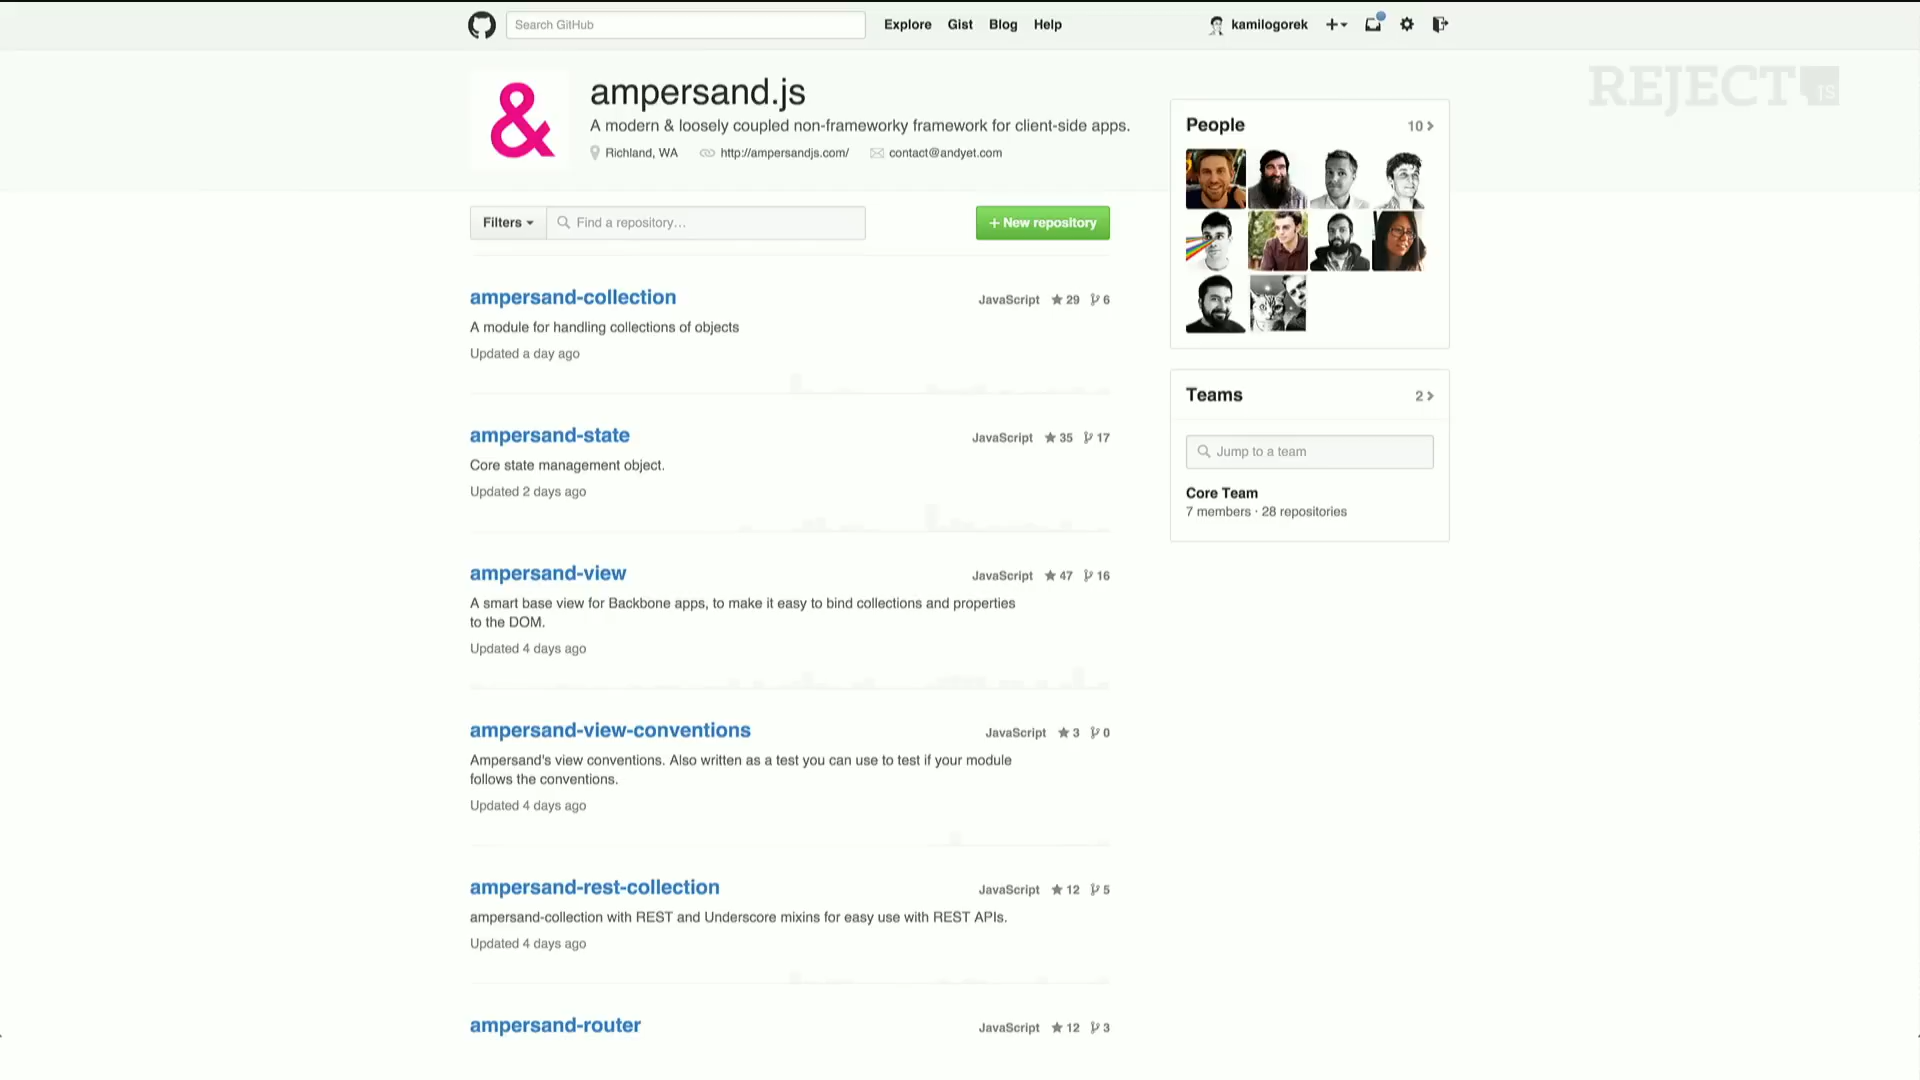 Search GitHub
Explore Gist Blog Help
kamilogorek
REJECT JS
&
ampersand.js
A modern & loosely coupled non-frameworky framework for client-side apps.
Richland, WA http://ampersandjs.com/ contact@andyet.com
Filters Find a repository… + New repository
ampersand-collection
JavaScript 29 6
A module for handling collections of objects
Updated a day ago
ampersand-state
JavaScript 35 17
Core state management object.
Updated 2 days ago
ampersand-view
JavaScript 47 16
A smart base view for Backbone apps, to make it easy to bind collections and properties
to the DOM.
Updated 4 days ago
ampersand-view-conventions
JavaScript 3 0
Ampersand's view conventions. Also written as a test you can use to test if your module
follows the conventions.
Updated 4 days ago
ampersand-rest-collection
JavaScript 12 5
ampersand-collection with REST and Underscore mixins for easy use with REST APIs.
Updated 4 days ago
ampersand-router
JavaScript 12 3
People 10
Teams 2
Jump to a team
Core Team
7 members · 28 repositories